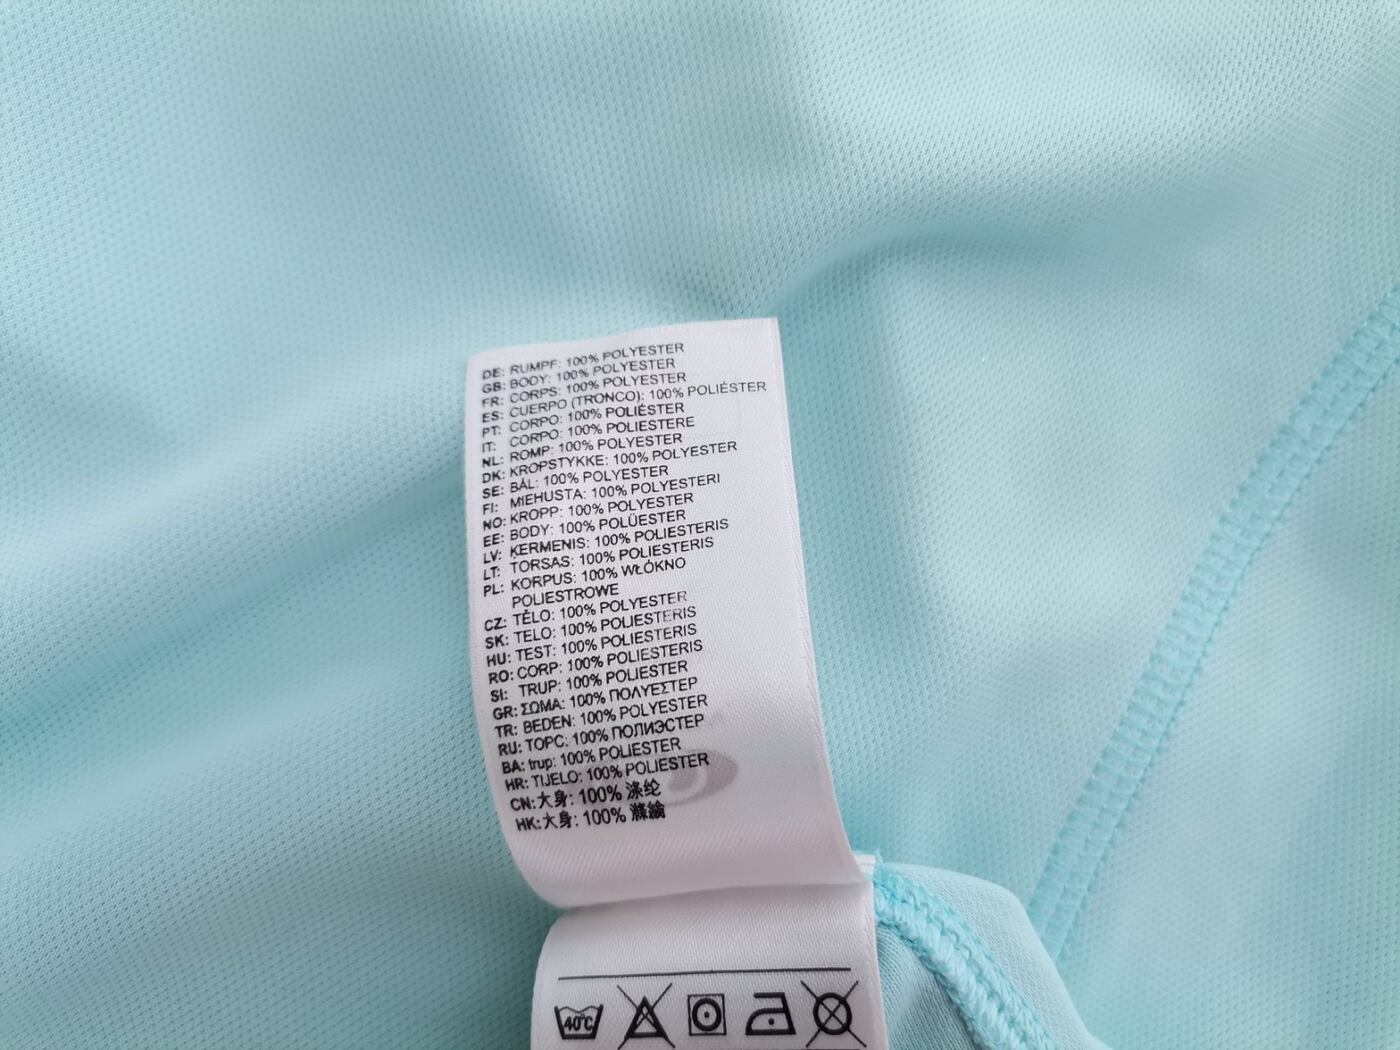 DE: RUMPF: 100% POLYESTER
GB: BODY: 100% POLYESTER
FR: CORPS: 100% POLYESTER
ES: CUERPO (TRONCO): 100% POLIÉSTER
PT: CORPO: 100% POLIÉSTER
IT: CORPO: 100% POLIESTERE
NL: ROMP: 100% POLYESTER
DK: KROPSTYKKE: 100% POLYESTER
SE: BÅL: 100% POLYESTER
FI: MIEHUSTA: 100% POLYESTERI
NO: KROPP: 100% POLYESTER
EE: BODY: 100% POLÜESTER
LV: ĶERMENIS: 100% POLIESTERIS
LT: TORSAS: 100% POLIESTERIS
PL: KORPUS: 100% WŁÓKNO
POLIESTROWE
CZ: TĚLO: 100% POLYESTER
SK: TELO: 100% POLIESTERIS
HU: TEST: 100% POLIESTERIS
RO: CORP: 100% POLIESTERIS
SI: TRUP: 100% POLIESTER
GR: ΣΩΜΑ: 100% ΠΟΛΥΕΣΤΕΡ
TR: BEDEN: 100% POLYESTER
RU: ТОРС: 100% ПОЛИЭСТЕР
BA: trup: 100% POLIESTER
HR: TIJELO: 100% POLIESTER
CN: 大身: 100% 涤纶
HK: 大身: 100% 滌綸
40°C